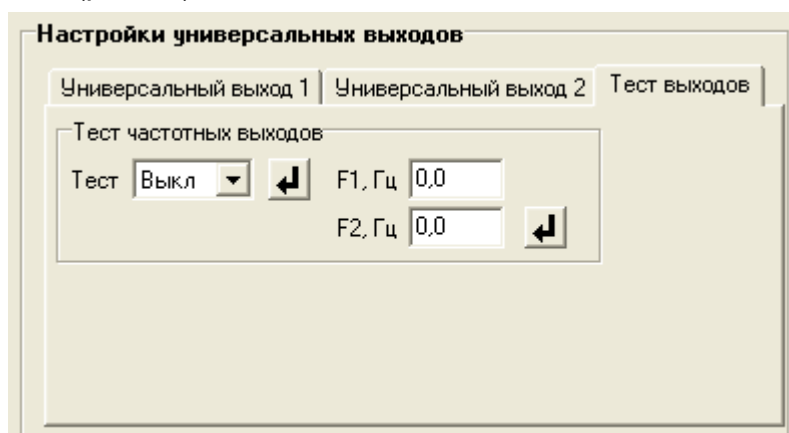 Настройки универсальных выходов
Универсальный выход 1 Универсальный выход 2 Тест выходов
Тест частотных выходов
Тест Выкл F1, Гц 0,0
F2, Гц 0,0